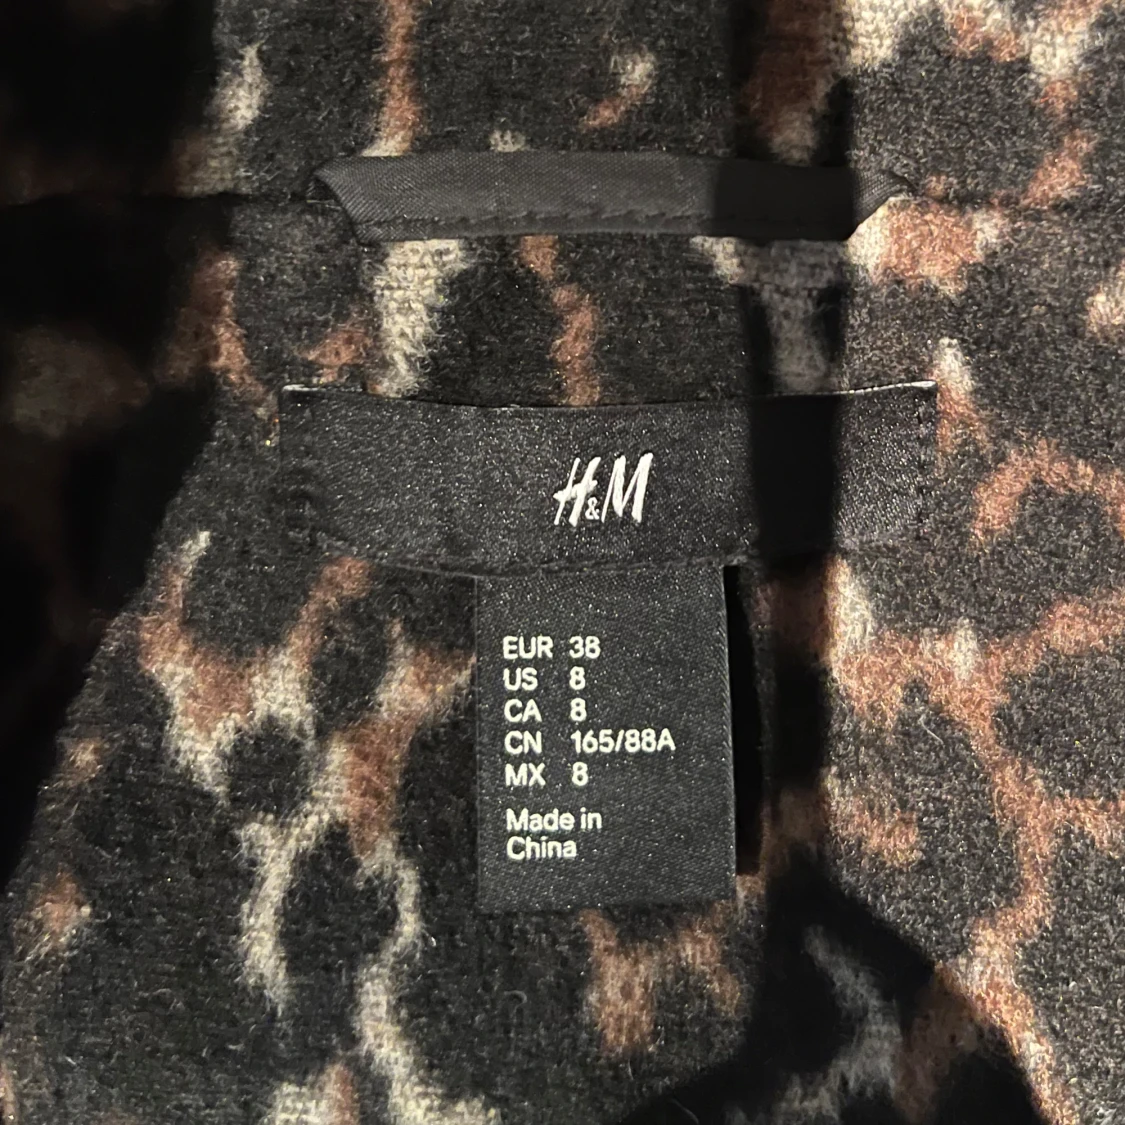 H&M
EUR 38
US 8
CA 8
CN 165/88A
MX 8
Made in
China